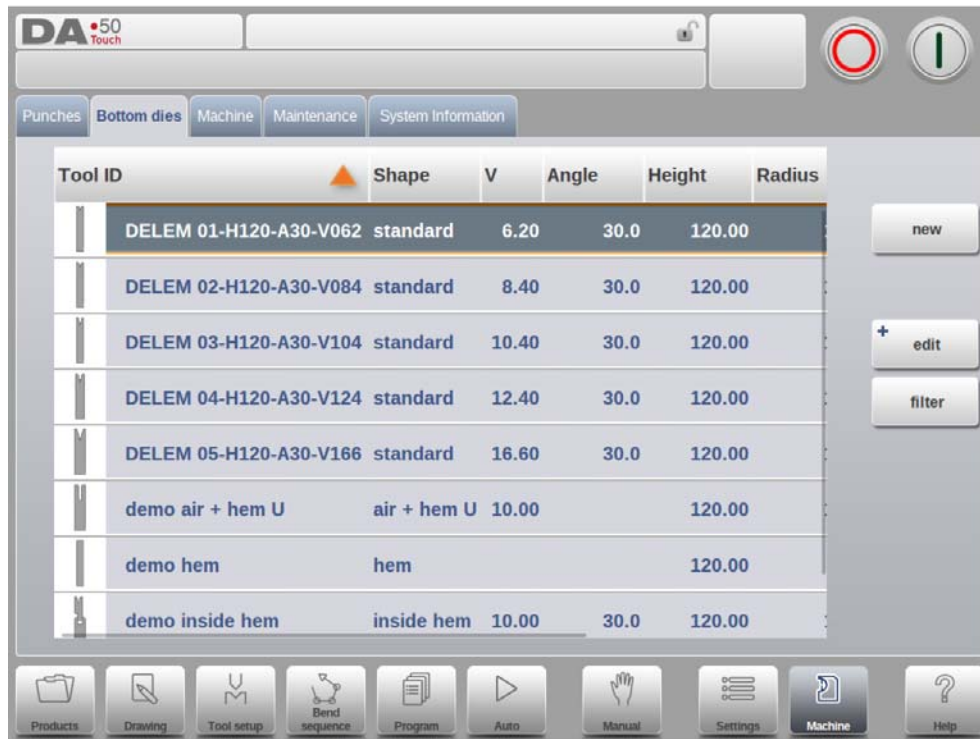 DA•50
Touch
Punches Bottom dies Machine Maintenance System Information
Tool ID Shape V Angle Height Radius
DELEM 01-H120-A30-V062 standard 6.20 30.0 120.00
new
DELEM 02-H120-A30-V084 standard 8.40 30.0 120.00
DELEM 03-H120-A30-V104 standard 10.40 30.0 120.00
+ edit
DELEM 04-H120-A30-V124 standard 12.40 30.0 120.00
filter
DELEM 05-H120-A30-V166 standard 16.60 30.0 120.00
demo air + hem U air + hem U 10.00 120.00
demo hem hem 120.00
demo inside hem inside hem 10.00 30.0 120.00
Products Drawing Tool setup Bend sequence Program Auto Manual Settings Machine Help